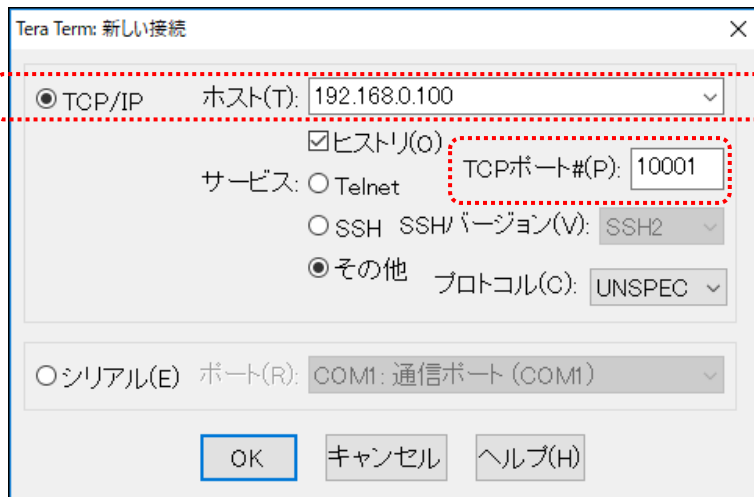 Tera Term: 新しい接続
TCP/IP ホスト(T): 192.168.0.100
ヒストリ(O)
サービス: Telnet TCPポート#(P): 10001
SSH SSHバージョン(V): SSH2
その他 プロトコル(C): UNSPEC
シリアル(E) ポート(R): COM1: 通信ポート (COM1)
OK キャンセル ヘルプ(H)